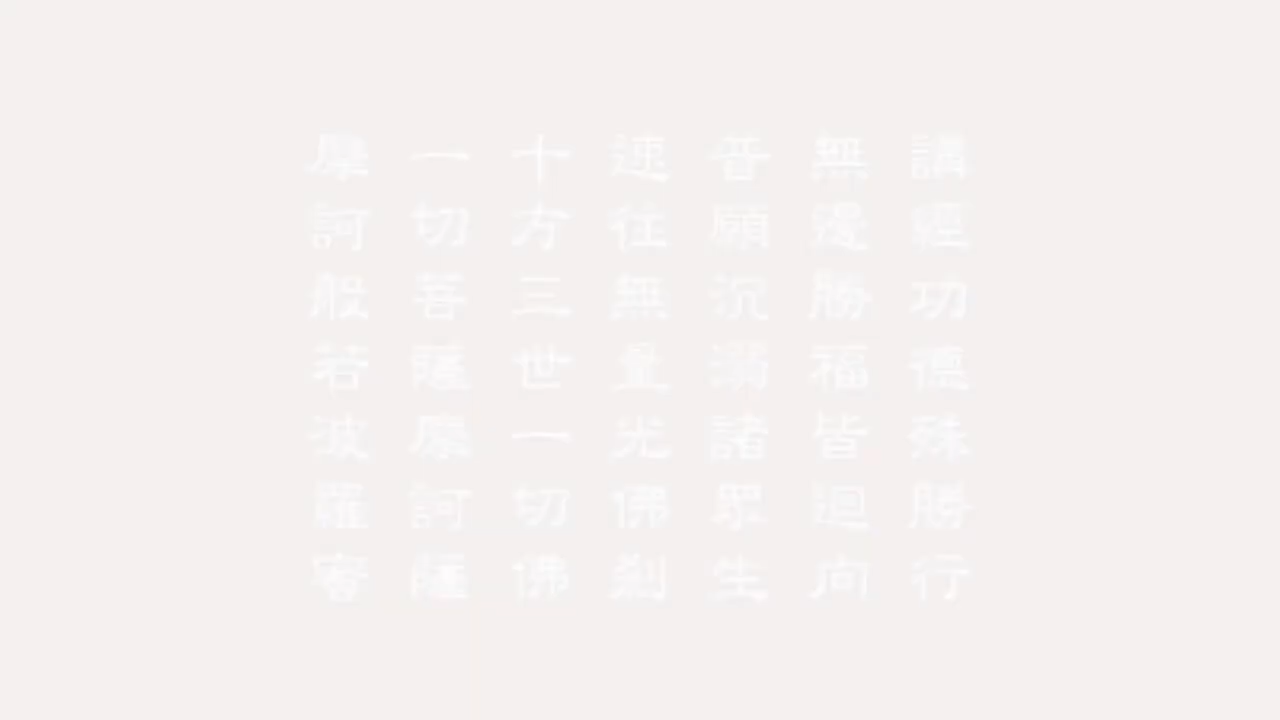 講經功德殊勝行
無邊勝福皆迴向
普願沉溺諸眾生
速往無量光佛剎
十方三世一切佛
一切菩薩摩訶薩
摩訶般若波羅密